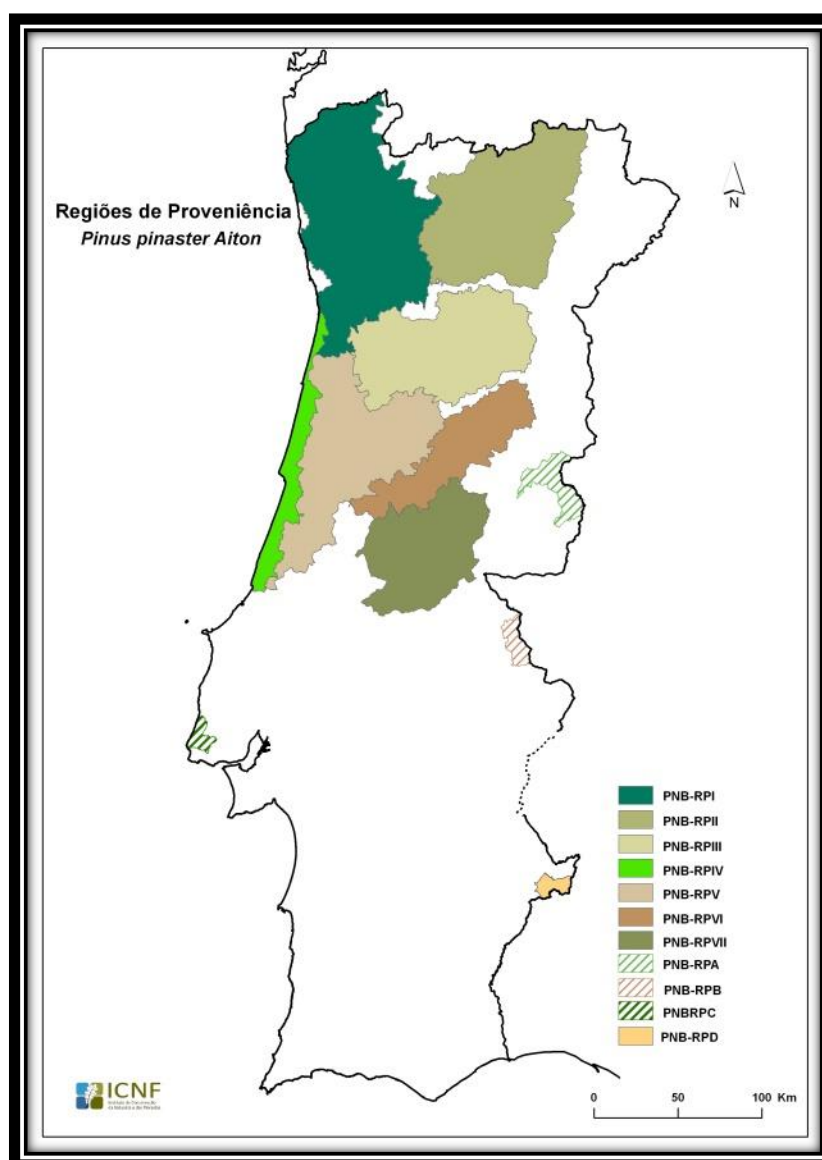 Regiões de Proveniência
Pinus pinaster Aiton
N
PNB-RPI
PNB-RPII
PNB-RPIII
PNB-RPIV
PNB-RPV
PNB-RPVI
PNB-RPVII
PNB-RPA
PNB-RPB
PNBRPC
PNB-RPD
ICNF
0 50 100 Km